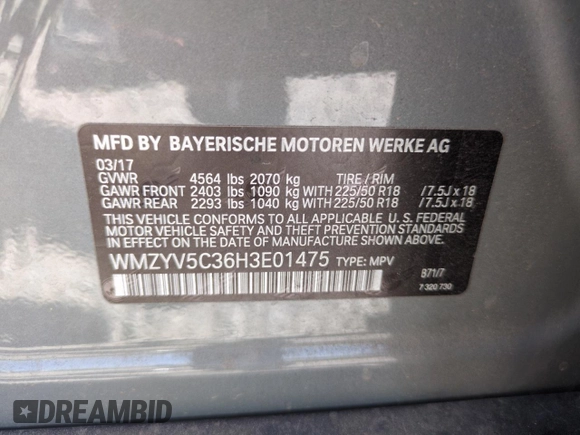 MFD BY BAYERISCHE MOTOREN WERKE AG
03/17
GVWR 4564 lbs 2070 kg TIRE / RIM
GAWR FRONT 2403 lbs 1090 kg WITH 225/50 R18 / 7.5J x 18
GAWR REAR 2293 lbs 1040 kg WITH 225/50 R18 / 7.5J x 18
THIS VEHICLE CONFORMS TO ALL APPLICABLE U. S. FEDERAL
MOTOR VEHICLE SAFETY AND THEFT PREVENTION STANDARDS
IN EFFECT ON THE DATE OF MANUFACTURE SHOWN ABOVE.
WMZYV5C36H3E01475 TYPE: MPV
B71/7
7 320 730
DREAMBID